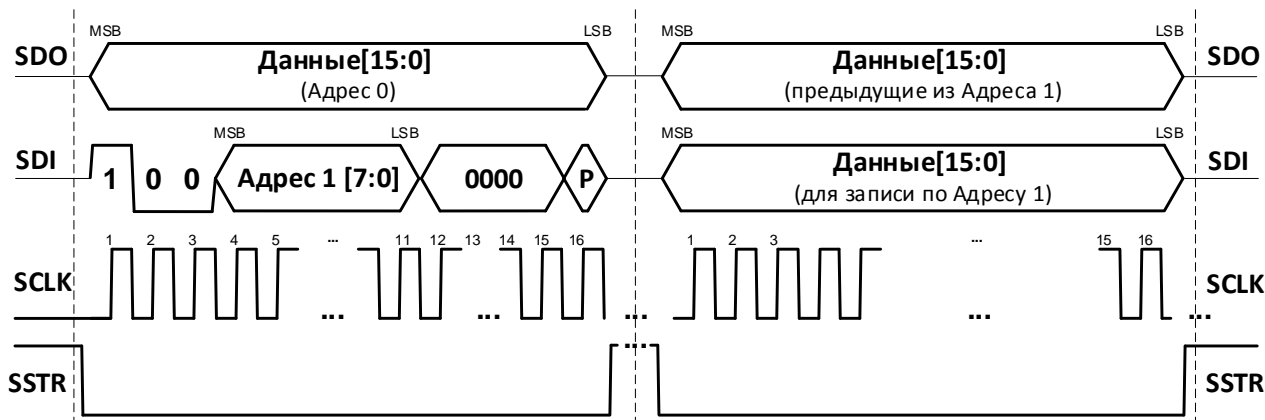 MSB LSB MSB LSB
SDO Данные[15:0] Данные[15:0] SDO
(Адрес 0) (предыдущие из Адреса 1)
MSB LSB MSB LSB
SDI 1 0 0 Адрес 1 [7:0] 0000 P Данные[15:0] SDI
(для записи по Адресу 1)
1 2 3 4 5 ... 11 12 13 14 15 16 1 2 3 ... 15 16
SCLK ... ... ... ... ... SCLK
SSTR .... SSTR